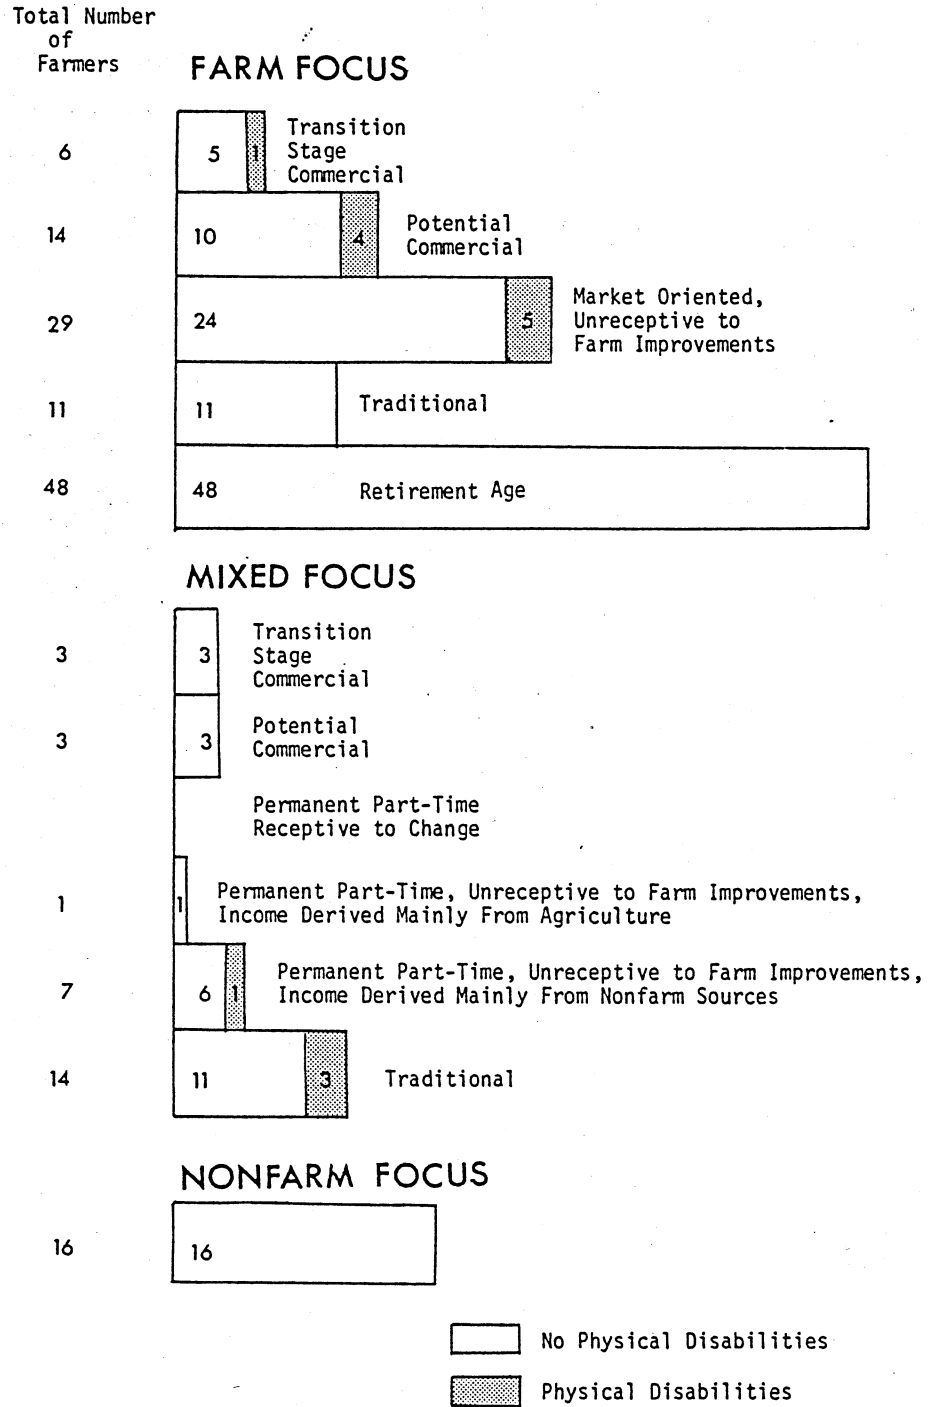 Total Number
of
Farmers
FARM FOCUS
6
5
1
Transition
Stage
Commercial
14
10
4
Potential
Commercial
29
24
5
Market Oriented,
Unreceptive to
Farm Improvements
11
11
Traditional
48
48
Retirement Age
MIXED FOCUS
3
3
Transition
Stage
Commercial
3
3
Potential
Commercial
Permanent Part-Time
Receptive to Change
1
1
Permanent Part-Time, Unreceptive to Farm Improvements,
Income Derived Mainly From Agriculture
7
6
1
Permanent Part-Time, Unreceptive to Farm Improvements,
Income Derived Mainly From Nonfarm Sources
14
11
3
Traditional
NONFARM FOCUS
16
16
No Physical Disabilities
Physical Disabilities